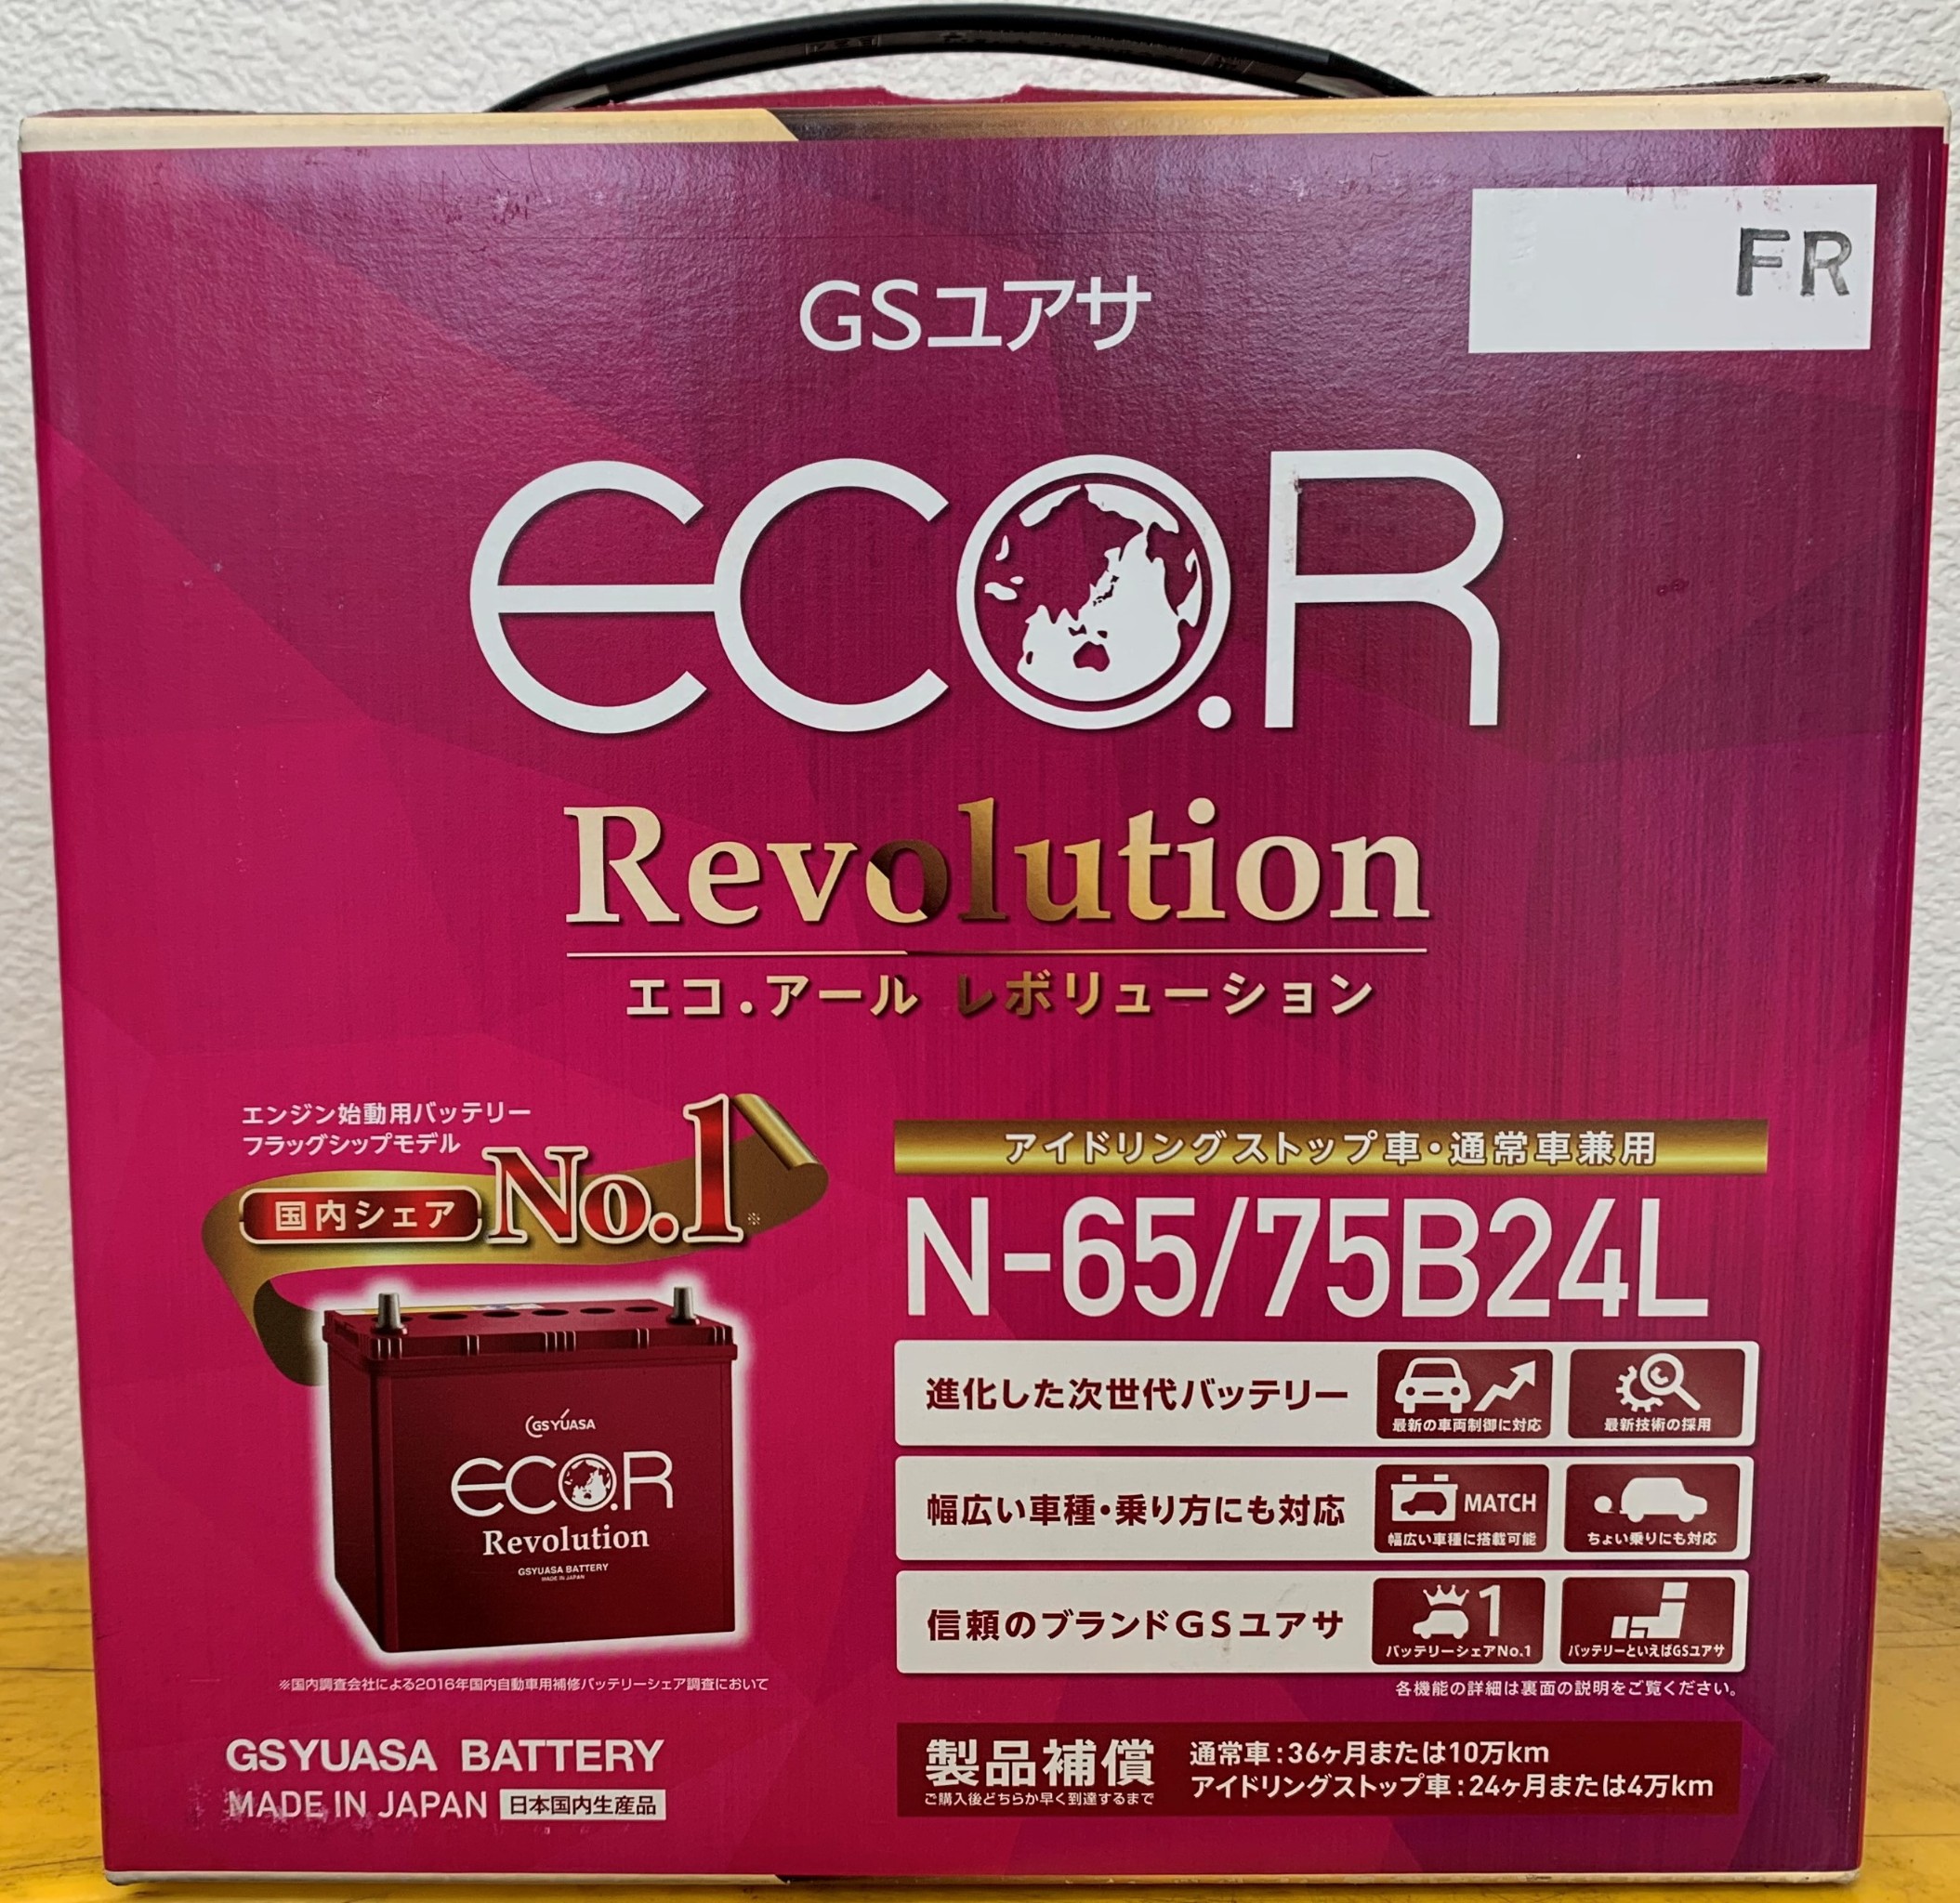 FR
GSユアサ
ECO.R
Revolution
エコ.アール レボリューション
エンジン始動用バッテリー
フラッグシップモデル
国内シェア No.1※
GS YUASA
ECO.R
Revolution
GSYUASA BATTERY
MADE IN JAPAN
※国内調査会社による2016年国内自動車用補修バッテリーシェア調査において
GSYUASA BATTERY
MADE IN JAPAN 日本国内生産品
アイドリングストップ車・通常車兼用
N-65/75B24L
進化した次世代バッテリー
最新の車両制御に対応
最新技術の採用
幅広い車種・乗り方にも対応
MATCH
幅広い車種に搭載可能
ちょい乗りにも対応
信頼のブランドGSユアサ
1
バッテリーシェアNo.1
バッテリーといえばGSユアサ
各機能の詳細は裏面の説明をご覧ください。
製品補償
ご購入後どちらか早く到達するまで
通常車:36ヶ月または10万km
アイドリングストップ車:24ヶ月または4万km